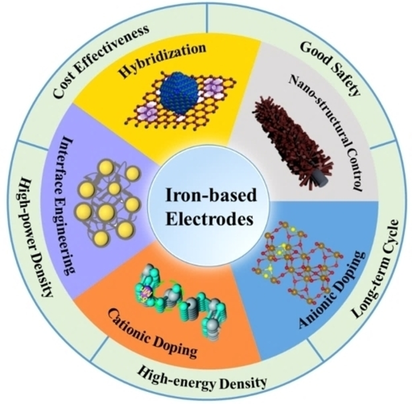 Cost Effectiveness
Good Safety
Long-term Cycle
High-energy Density
High-power Density
Hybridization
Nano-structural Control
Anionic Doping
Cationic Doping
Interface Engineering
Iron-based
Electrodes